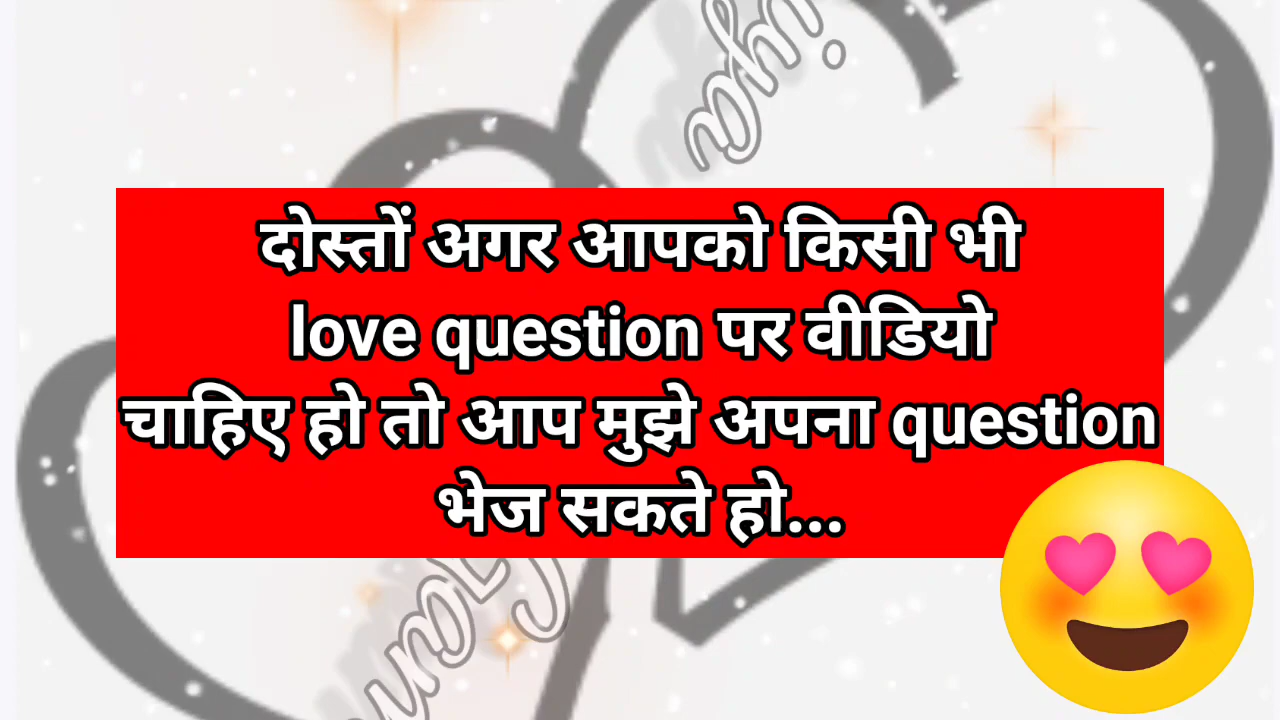 दोस्तों अगर आपको किसी भी
love question पर वीडियो
चाहिए हो तो आप मुझे अपना question
भेज सकते हो...